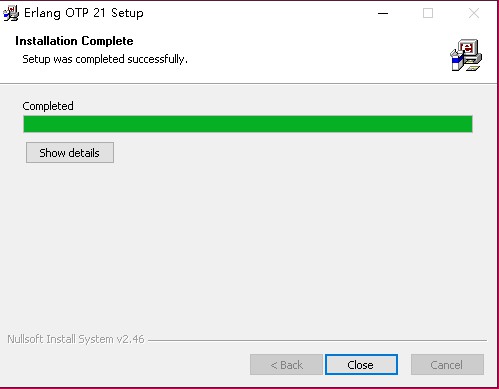 Erlang OTP 21 Setup
Installation Complete
Setup was completed successfully.
Completed
Show details
Nullsoft Install System v2.46
< Back
Close
Cancel